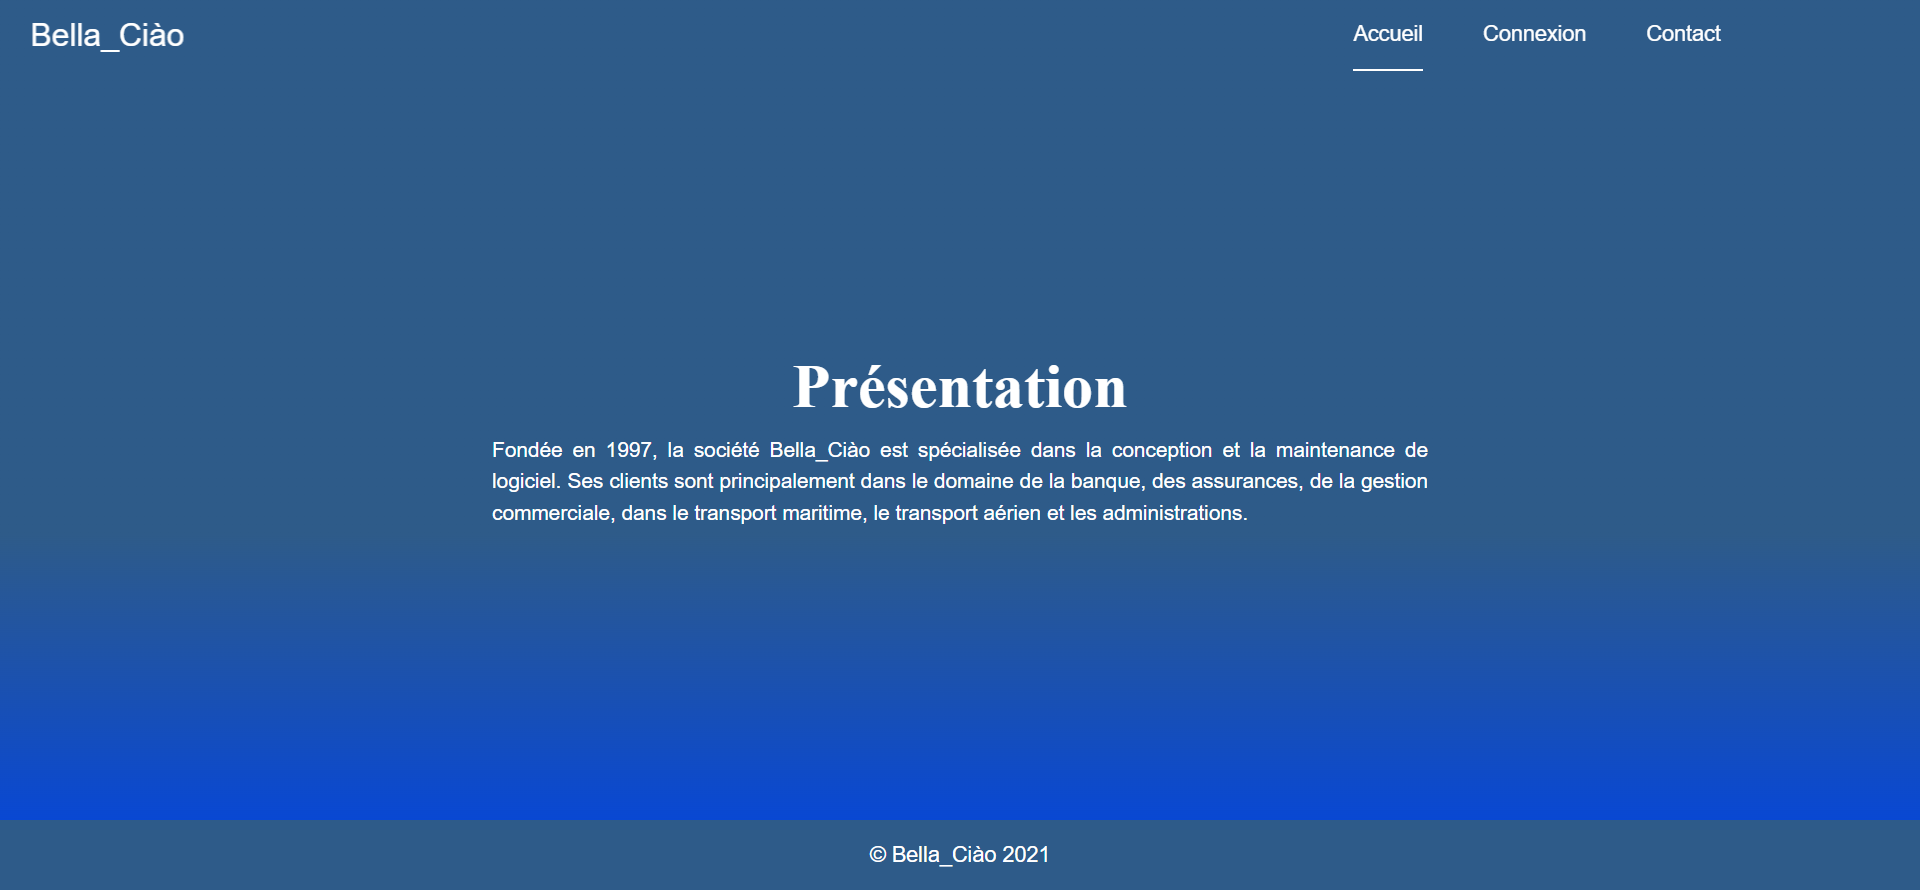 Bella_Ciào
Accueil Connexion Contact
Présentation
Fondée en 1997, la société Bella_Ciào est spécialisée dans la conception et la maintenance de
logiciel. Ses clients sont principalement dans le domaine de la banque, des assurances, de la gestion
commerciale, dans le transport maritime, le transport aérien et les administrations.
© Bella_Ciào 2021